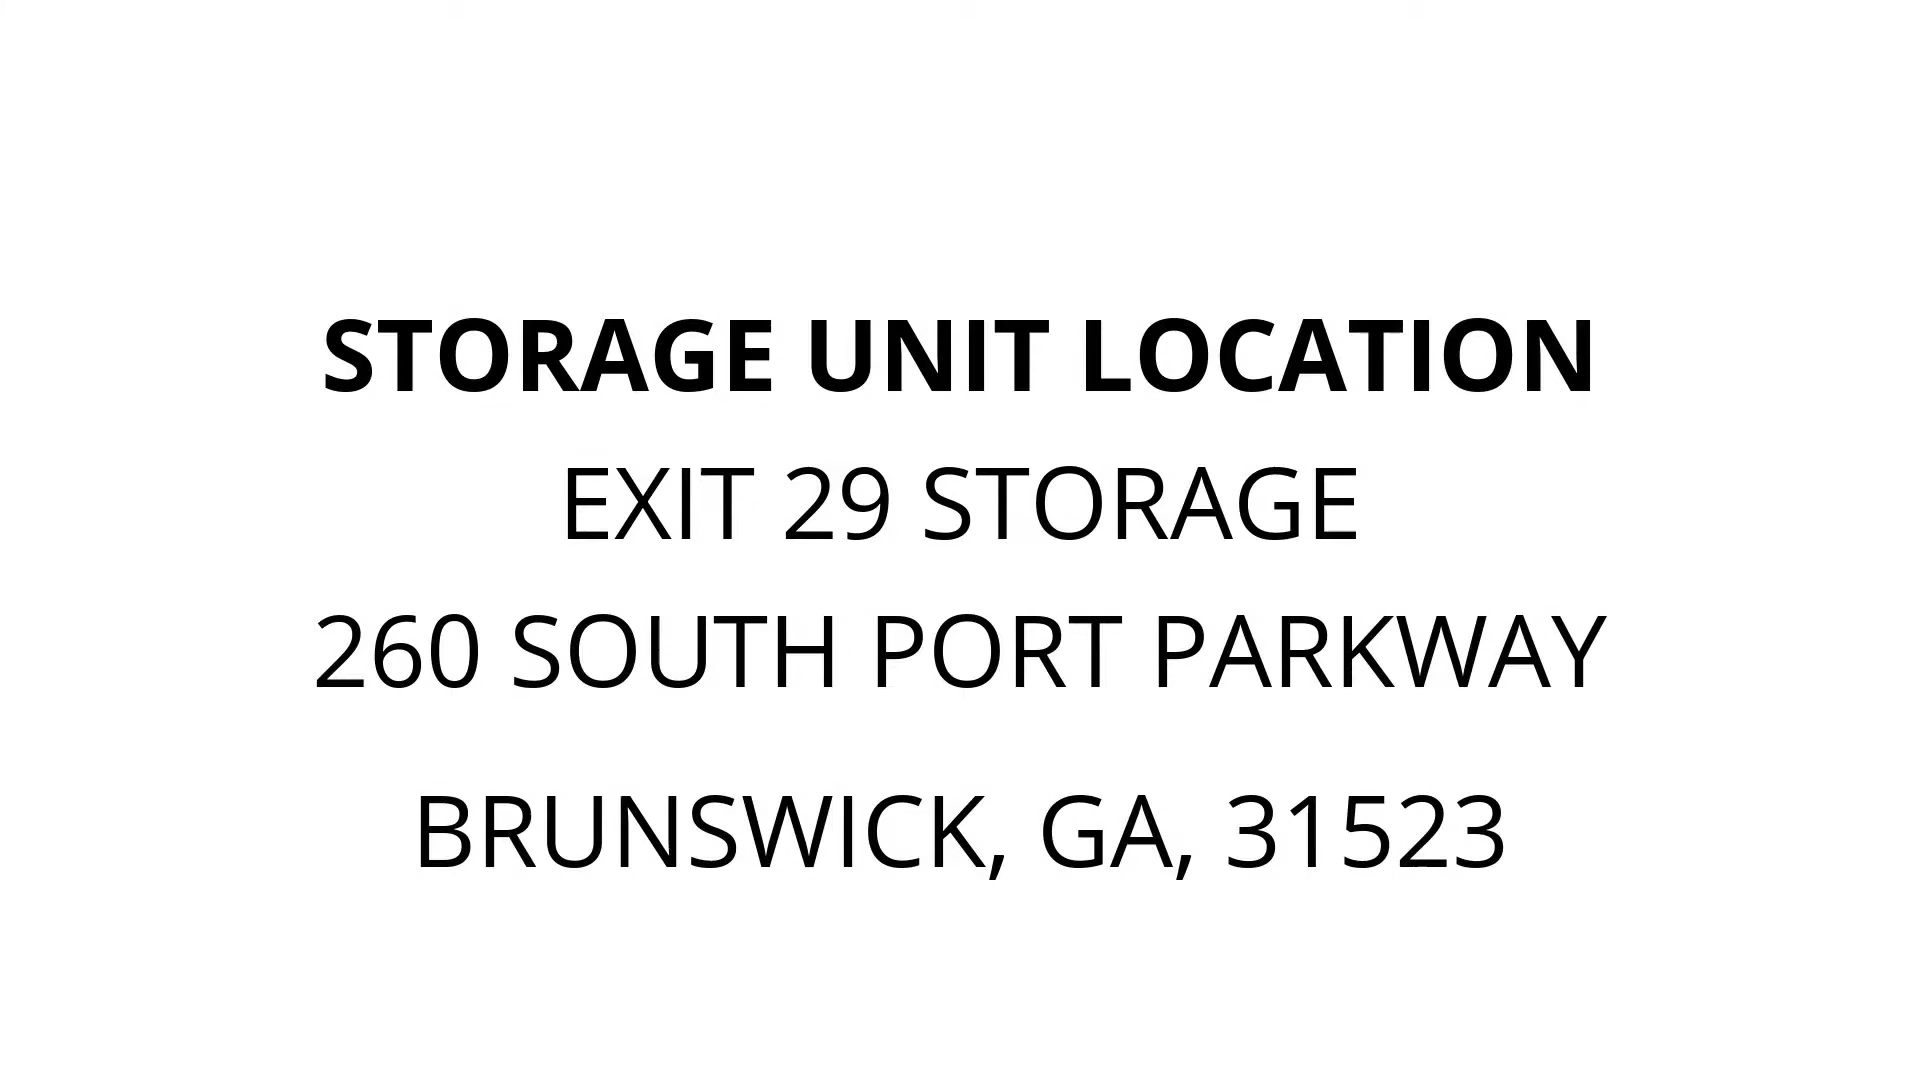 STORAGE UNIT LOCATION
EXIT 29 STORAGE
260 SOUTH PORT PARKWAY
BRUNSWICK, GA, 31523